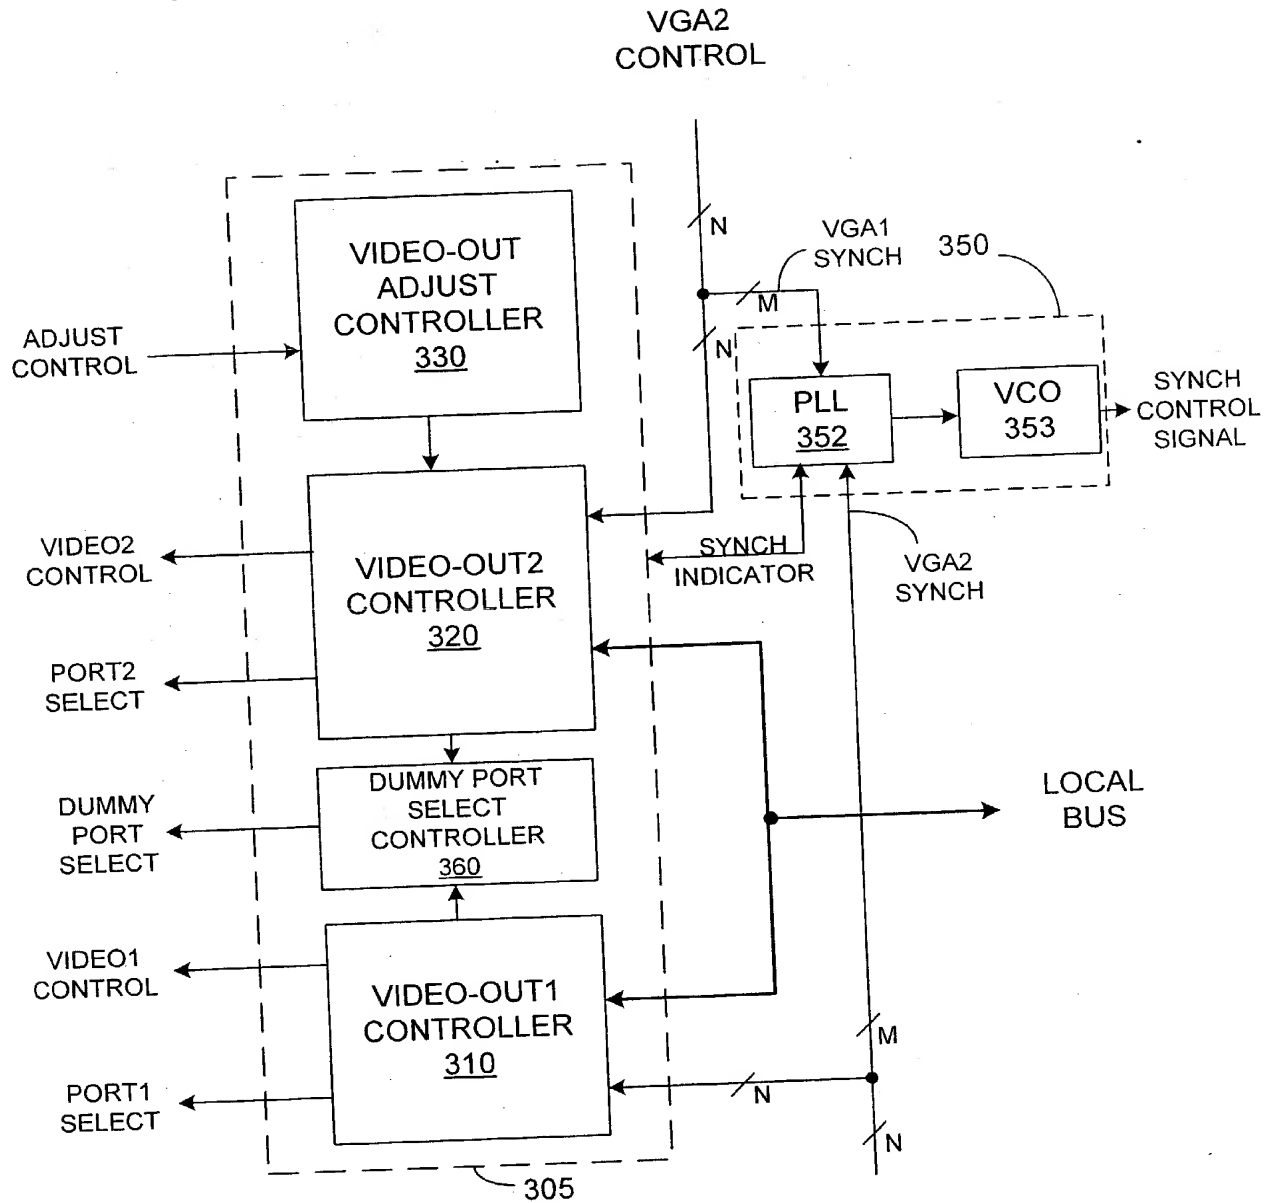 VGA2
CONTROL
N
VGA1
SYNCH
350
M
N
VIDEO-OUT
ADJUST
CONTROLLER
330
ADJUST
CONTROL
PLL
352
VCO
353
SYNCH
CONTROL
SIGNAL
SYNCH
INDICATOR
VGA2
SYNCH
VIDEO2
CONTROL
VIDEO-OUT2
CONTROLLER
320
PORT2
SELECT
DUMMY PORT
SELECT
CONTROLLER
360
DUMMY
PORT
SELECT
LOCAL
BUS
VIDEO1
CONTROL
VIDEO-OUT1
CONTROLLER
310
M
PORT1
SELECT
N
N
305